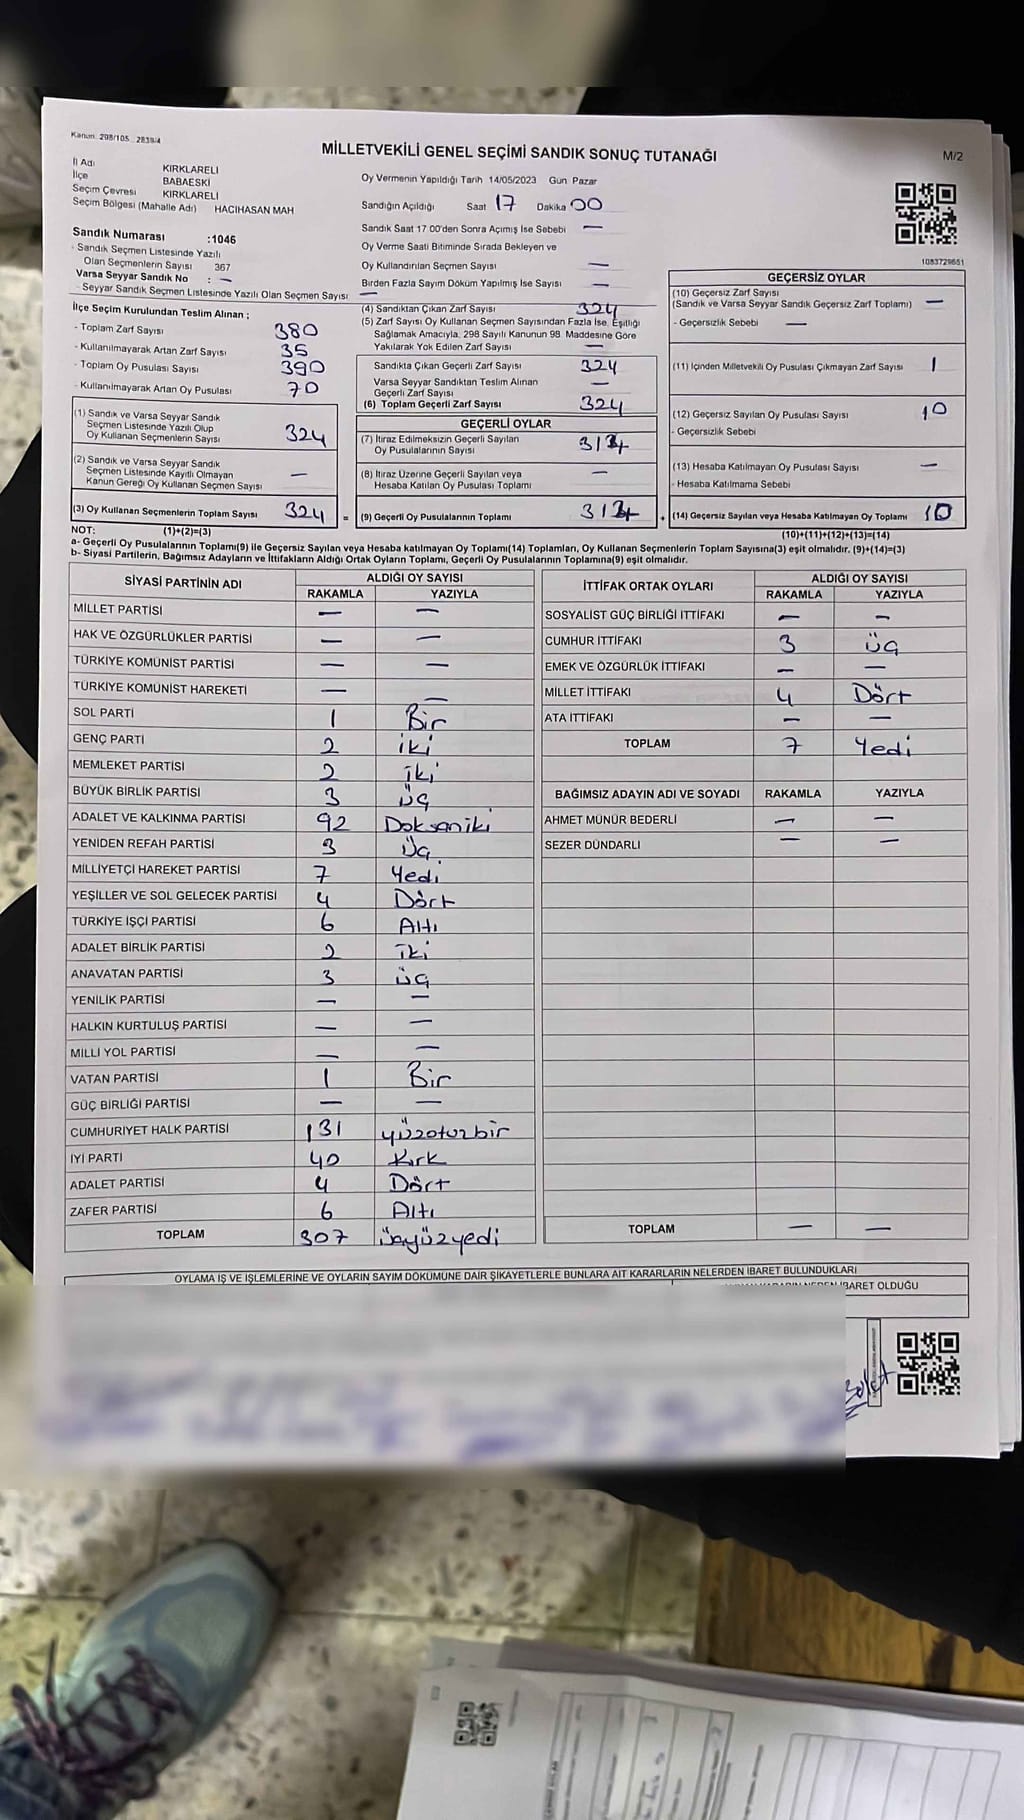 Kanun: 298/105 2839/4
MİLLETVEKİLİ GENEL SEÇİMİ SANDIK SONUÇ TUTANAĞI
M/2
İl Adı KIRKLARELİ
İlçe BABAESKİ
Seçim Çevresi KIRKLARELİ
Seçim Bölgesi (Mahalle Adı) HACIHASAN MAH
Sandık Numarası :1046
- Sandık Seçmen Listesinde Yazılı
Olan Seçmenlerin Sayısı 367
Varsa Seyyar Sandık No : —
- Seyyar Sandık Seçmen Listesinde Yazılı Olan Seçmen Sayısı —
İlçe Seçim Kurulundan Teslim Alınan ;
- Toplam Zarf Sayısı 380
- Kullanılmayarak Artan Zarf Sayısı 35
- Toplam Oy Pusulası Sayısı 390
- Kullanılmayarak Artan Oy Pusulası 70
(1) Sandık ve Varsa Seyyar Sandık
Seçmen Listesinde Yazılı Olup
Oy Kullanan Seçmenlerin Sayısı 324
(2) Sandık ve Varsa Seyyar Sandık
Seçmen Listesinde Kayıtlı Olmayan
Kanun Gereği Oy Kullanan Seçmen Sayısı —
(3) Oy Kullanan Seçmenlerin Toplam Sayısı 324 =
Oy Vermenin Yapıldığı Tarih 14/05/2023 Gün Pazar
Sandığın Açıldığı Saat 17 Dakika 00
Sandık Saat 17.00'den Sonra Açımış İse Sebebi —
Oy Verme Saati Bitiminde Sırada Bekleyen ve
Oy Kullandırılan Seçmen Sayısı —
Birden Fazla Sayım Döküm Yapılmış İse Sayısı —
(4) Sandıktan Çıkan Zarf Sayısı 324
(5) Zarf Sayısı Oy Kullanan Seçmen Sayısından Fazla İse, Eşitliği
Sağlamak Amacıyla, 298 Sayılı Kanunun 98. Maddesine Göre
Yakılarak Yok Edilen Zarf Sayısı —
Sandıkta Çıkan Geçerli Zarf Sayısı 324
Varsa Seyyar Sandıktan Teslim Alınan
Geçerli Zarf Sayısı —
(6) Toplam Geçerli Zarf Sayısı 324
GEÇERLİ OYLAR
(7) İtiraz Edilmeksizin Geçerli Sayılan
Oy Pusulalarının Sayısı
(8) İtiraz Üzerine Geçerli Sayılan veya
Hesaba Katılan Oy Pusulası Toplamı —
(9) Geçerli Oy Pusulalarının Toplamı +
1083729651
GEÇERSİZ OYLAR
(10) Geçersiz Zarf Sayısı
(Sandık ve Varsa Seyyar Sandık Geçersiz Zarf Toplamı) —
- Geçersizlik Sebebi —
(11) İçinden Milletvekili Oy Pusulası Çıkmayan Zarf Sayısı 1
(12) Geçersiz Sayılan Oy Pusulası Sayısı 10
- Geçersizlik Sebebi
(13) Hesaba Katılmayan Oy Pusulası Sayısı —
- Hesaba Katılmama Sebebi
(14) Geçersiz Sayılan veya Hesaba Katılmayan Oy Toplamı 10
NOT: (1)+(2)=(3) (10)+(11)+(12)+(13)=(14)
a- Geçerli Oy Pusulalarının Toplamı(9) ile Geçersiz Sayılan veya Hesaba katılmayan Oy Toplamı(14) Toplamları, Oy Kullanan Seçmenlerin Toplam Sayısına(3) eşit olmalıdır. (9)+(14)=(3)
b- Siyasi Partilerin, Bağımsız Adayların ve İttifakların Aldığı Ortak Oyların Toplamı, Geçerli Oy Pusulalarının Toplamına(9) eşit olmalıdır.
SİYASİ PARTİNİN ADI ALDIĞI OY SAYISI
RAKAMLA YAZIYLA
MİLLET PARTİSİ — —
HAK VE ÖZGÜRLÜKLER PARTİSİ — —
TÜRKİYE KOMÜNİST PARTİSİ — —
TÜRKİYE KOMÜNİST HAREKETİ — —
SOL PARTİ 1 Bir
GENÇ PARTİ 2 iki
MEMLEKET PARTİSİ 2 iki
BÜYÜK BİRLİK PARTİSİ 3 üç
ADALET VE KALKINMA PARTİSİ 92 Doksaniki
YENİDEN REFAH PARTİSİ 3 Üç
MİLLİYETÇİ HAREKET PARTİSİ 7 Yedi
YEŞİLLER VE SOL GELECEK PARTİSİ 4 Dört
TÜRKİYE İŞÇİ PARTİSİ 6 Altı
ADALET BİRLİK PARTİSİ 2 iki
ANAVATAN PARTİSİ 3 üç
YENİLİK PARTİSİ — —
HALKIN KURTULUŞ PARTİSİ — —
MİLLİ YOL PARTİSİ — —
VATAN PARTİSİ 1 Bir
GÜÇ BİRLİĞİ PARTİSİ — —
CUMHURİYET HALK PARTİSİ 131 yüzotuzbir
İYİ PARTİ 40 Kırk
ADALET PARTİSİ 4 Dört
ZAFER PARTİSİ 6 Altı
TOPLAM 307 üçyüzyedi
İTTİFAK ORTAK OYLARI ALDIĞI OY SAYISI
RAKAMLA YAZIYLA
SOSYALİST GÜÇ BİRLİĞİ İTTİFAKI — —
CUMHUR İTTİFAKI 3 üç
EMEK VE ÖZGÜRLÜK İTTİFAKI — —
MİLLET İTTİFAKI 4 Dört
ATA İTTİFAKI — —
TOPLAM 7 Yedi
BAĞIMSIZ ADAYIN ADI VE SOYADI RAKAMLA YAZIYLA
AHMET MÜNÜR BEDERLİ — —
SEZER DÜNDARLI — —
TOPLAM — —
OYLAMA İŞ VE İŞLEMLERİNE VE OYLARIN SAYIM DÖKÜMÜNE DAİR ŞİKAYETLERLE BUNLARA AİT KARARLARIN NELERDEN İBARET BULUNDUKLARI
İBARET OLDUĞU